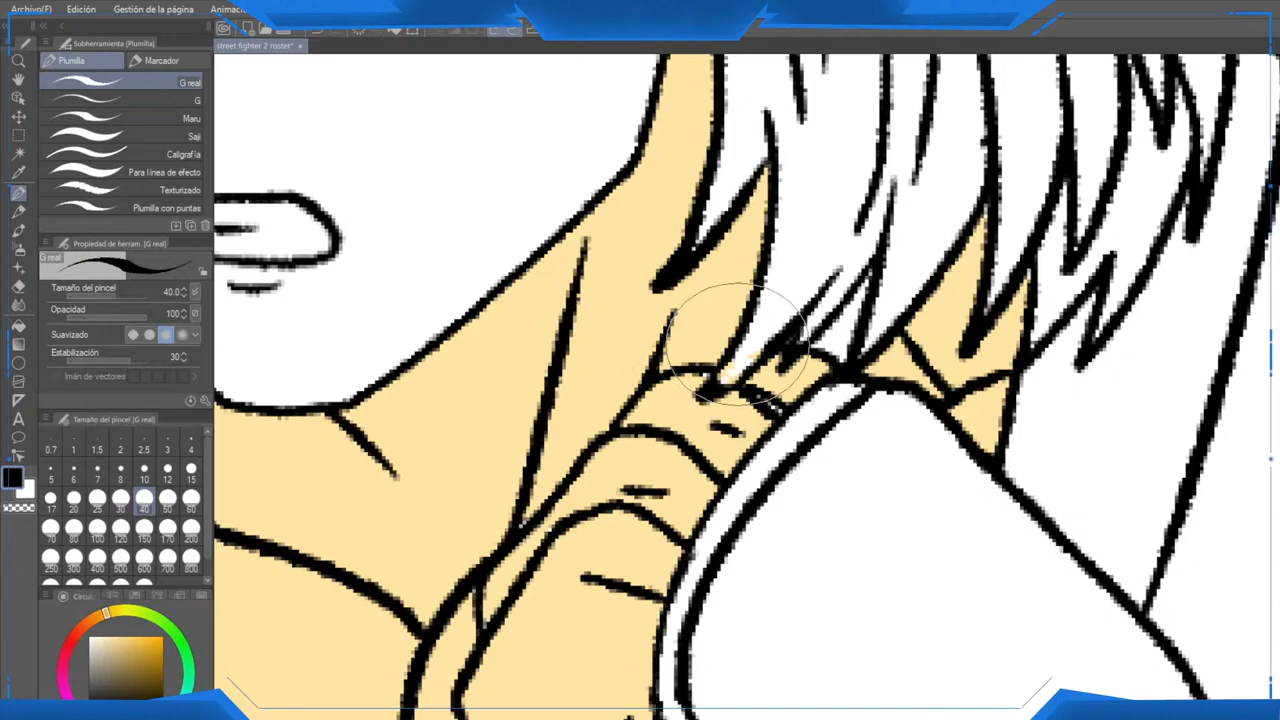 Archivo(F) Edición Gestión de la página Animació
Subherramienta (Plumilla)
street fighter 2 roster*
Plumilla Marcador
G real
G
Maru
Saji
Caligrafía
Para línea de efecto
Texturizado
Plumilla con puntas
Propiedad de herram. (G real)
G real
Tamaño del pincel 40.0
Opacidad 100
Suavizado
Estabilización 30
Imán de vectores
Tamaño del pincel (G real)
0.7 1 1.5 2 2.5 3 4
5 6 7 8 10 12 15
17 20 25 30 40 50 60
70 80 100 120 150 170 200
250 300 400 500 600 700 800
Círculo